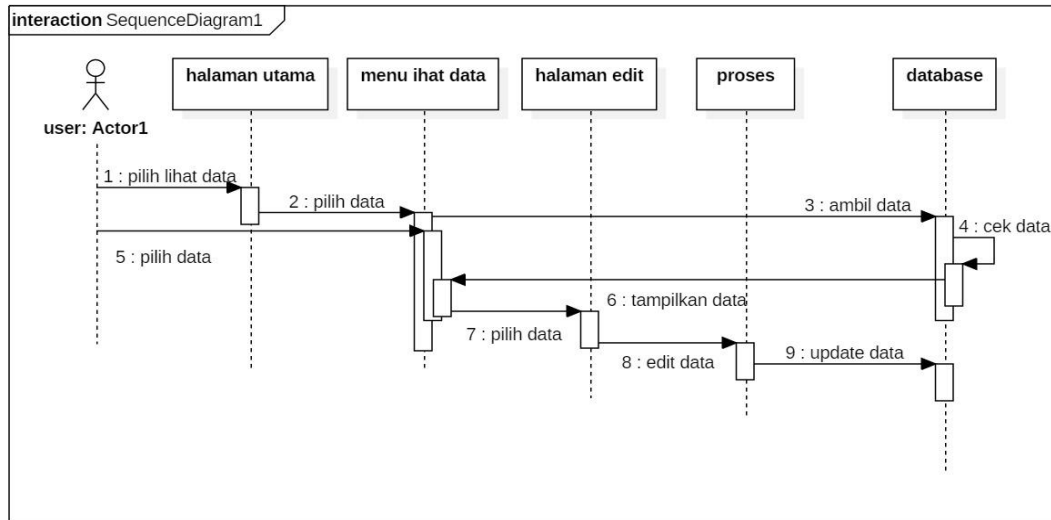 interaction SequenceDiagram1
halaman utama
menu ihat data
halaman edit
proses
database
user: Actor1
1 : pilih lihat data
2 : pilih data
3 : ambil data
4 : cek data
5 : pilih data
6 : tampilkan data
7 : pilih data
8 : edit data
9 : update data